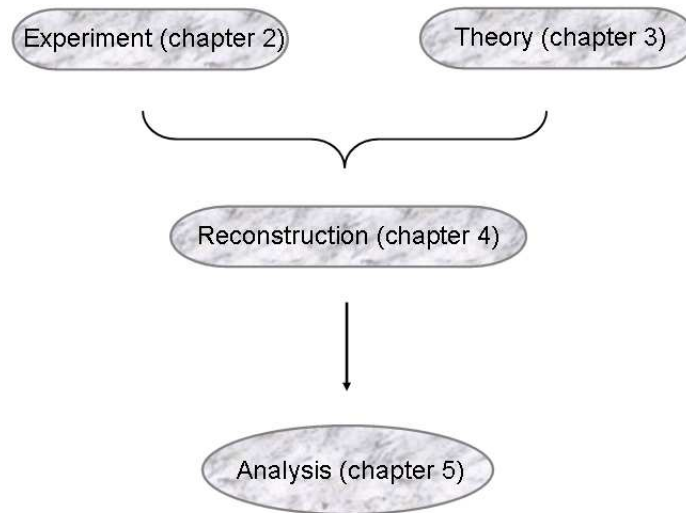 Experiment (chapter 2)
Theory (chapter 3)
Reconstruction (chapter 4)
Analysis (chapter 5)